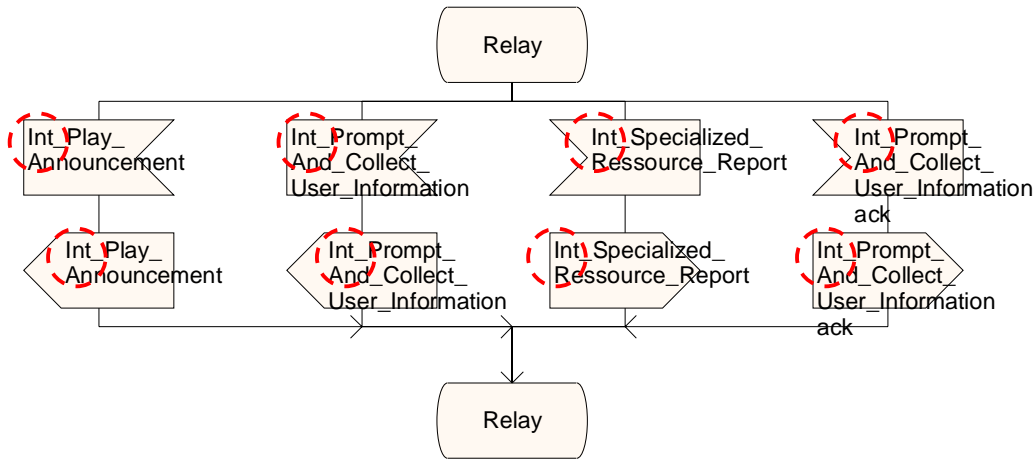 Relay
Int_Play_
Announcement
Int_Prompt_
And_Collect_
User_Information
Int_Specialized_
Ressource_Report
Int_Prompt_
And_Collect_
User_Information
ack
Int_Play_
Announcement
Int_Prompt_
And_Collect_
User_Information
Int_Specialized_
Ressource_Report
Int_Prompt_
And_Collect_
User_Information
ack
Relay